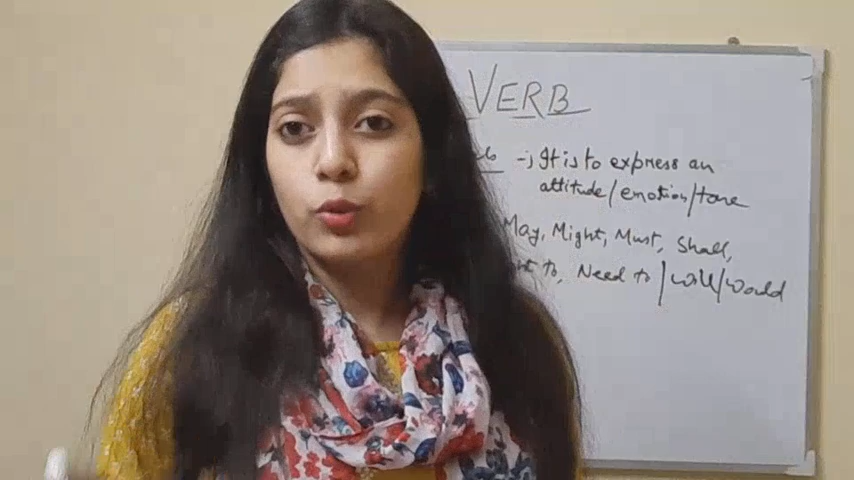 VERB
-; It is to express an
attitude/emotion/tone
May, Might, Must, Shall,
to, Need to / will/would